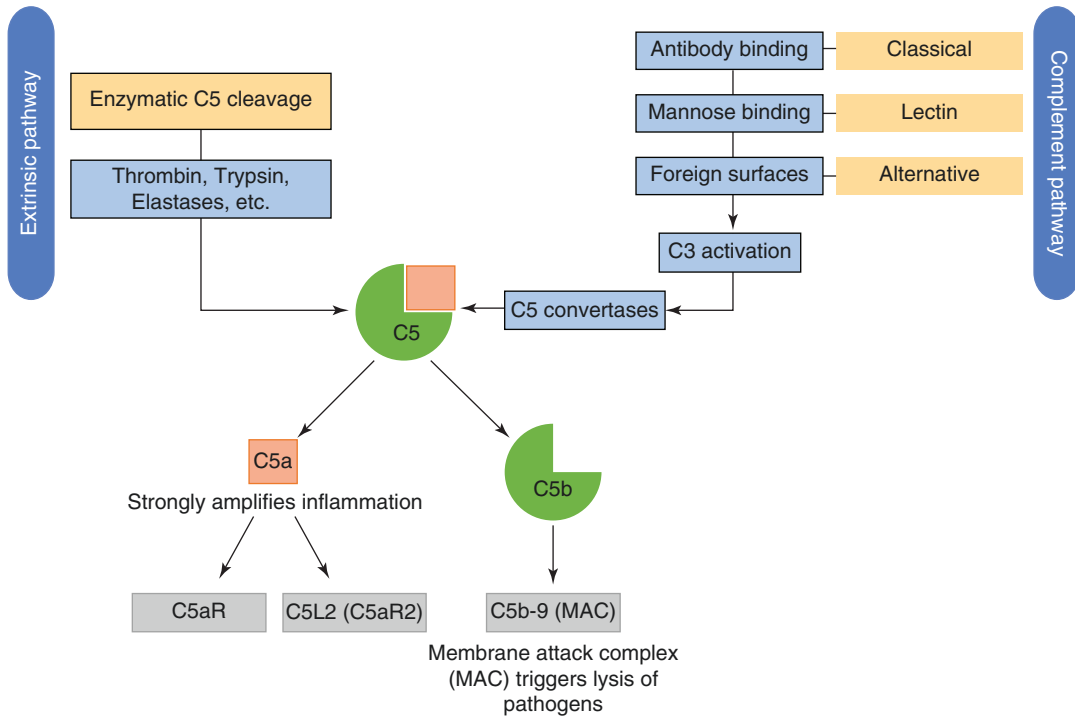 Extrinsic pathway
Enzymatic C5 cleavage
Thrombin, Trypsin,
Elastases, etc.
Antibody binding
Classical
Mannose binding
Lectin
Foreign surfaces
Alternative
C3 activation
C5 convertases
Complement pathway
C5
C5a
Strongly amplifies inflammation
C5aR
C5L2 (C5aR2)
C5b
C5b-9 (MAC)
Membrane attack complex
(MAC) triggers lysis of
pathogens